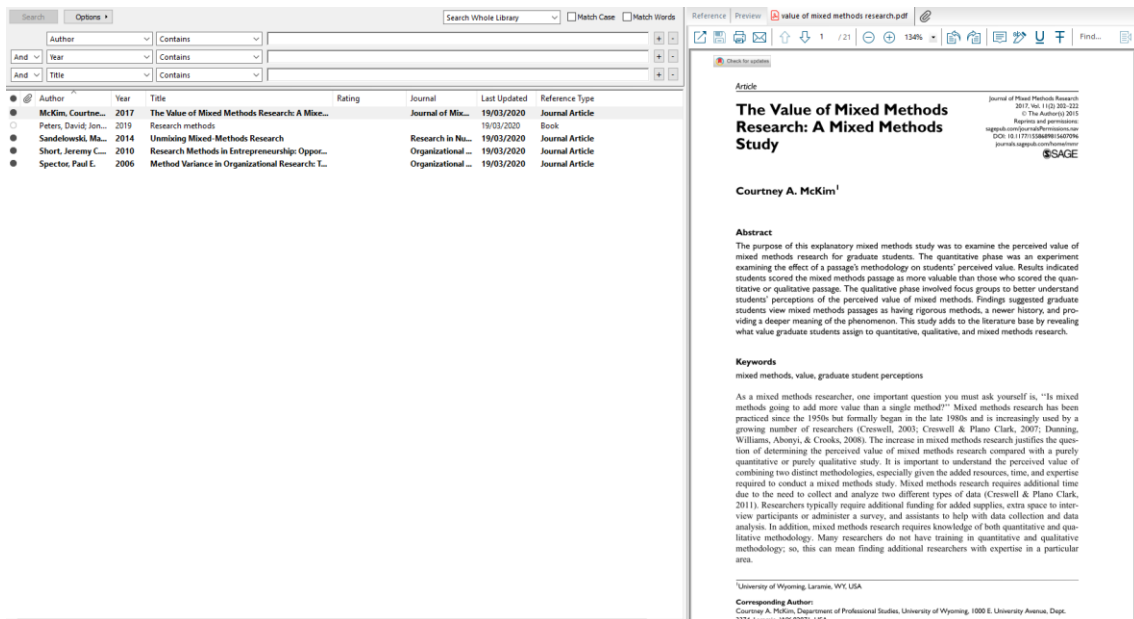 Search Options Search Whole Library Match Case Match Words
Author Contains + -
And Year Contains + -
And Title Contains + -
Author Year Title Rating Journal Last Updated Reference Type
McKim, Courtne... 2017 The Value of Mixed Methods Research: A Mixe... Journal of Mix... 19/03/2020 Journal Article
Peters, David; Jon... 2019 Research methods 19/03/2020 Book
Sandelowski, Ma... 2014 Unmixing Mixed-Methods Research Research in Nu... 19/03/2020 Journal Article
Short, Jeremy C.... 2010 Research Methods in Entrepreneurship: Oppor... Organizational ... 19/03/2020 Journal Article
Spector, Paul E. 2006 Method Variance in Organizational Research: T... Organizational ... 19/03/2020 Journal Article
Reference Preview value of mixed methods research.pdf
1 / 21 134% Find...
Check for updates
Article
The Value of Mixed Methods
Research: A Mixed Methods
Study
Journal of Mixed Methods Research
2017, Vol. 11(2) 202–222
© The Author(s) 2015
Reprints and permissions:
sagepub.com/journalsPermissions.nav
DOI: 10.1177/1558689815607096
journals.sagepub.com/home/mmr
SAGE
Courtney A. McKim1
Abstract
The purpose of this explanatory mixed methods study was to examine the perceived value of
mixed methods research for graduate students. The quantitative phase was an experiment
examining the effect of a passage's methodology on students' perceived value. Results indicated
students scored the mixed methods passage as more valuable than those who scored the quan-
titative or qualitative passage. The qualitative phase involved focus groups to better understand
students' perceptions of the perceived value of mixed methods. Findings suggested graduate
students view mixed methods passages as having rigorous methods, a newer history, and pro-
viding a deeper meaning of the phenomenon. This study adds to the literature base by revealing
what value graduate students assign to quantitative, qualitative, and mixed methods research.
Keywords
mixed methods, value, graduate student perceptions
As a mixed methods researcher, one important question you must ask yourself is, ''Is mixed
methods going to add more value than a single method?'' Mixed methods research has been
practiced since the 1950s but formally began in the late 1980s and is increasingly used by a
growing number of researchers (Creswell, 2003; Creswell & Plano Clark, 2007; Dunning,
Williams, Abonyi, & Crooks, 2008). The increase in mixed methods research justifies the ques-
tion of determining the perceived value of mixed methods research compared with a purely
quantitative or purely qualitative study. It is important to understand the perceived value of
combining two distinct methodologies, especially given the added resources, time, and expertise
required to conduct a mixed methods study. Mixed methods research requires additional time
due to the need to collect and analyze two different types of data (Creswell & Plano Clark,
2011). Researchers typically require additional funding for added supplies, extra space to inter-
view participants or administer a survey, and assistants to help with data collection and data
analysis. In addition, mixed methods research requires knowledge of both quantitative and qua-
litative methodology. Many researchers do not have training in quantitative and qualitative
methodology; so, this can mean finding additional researchers with expertise in a particular
area.
1University of Wyoming, Laramie, WY, USA
Corresponding Author:
Courtney A. McKim, Department of Professional Studies, University of Wyoming, 1000 E. University Avenue, Dept.